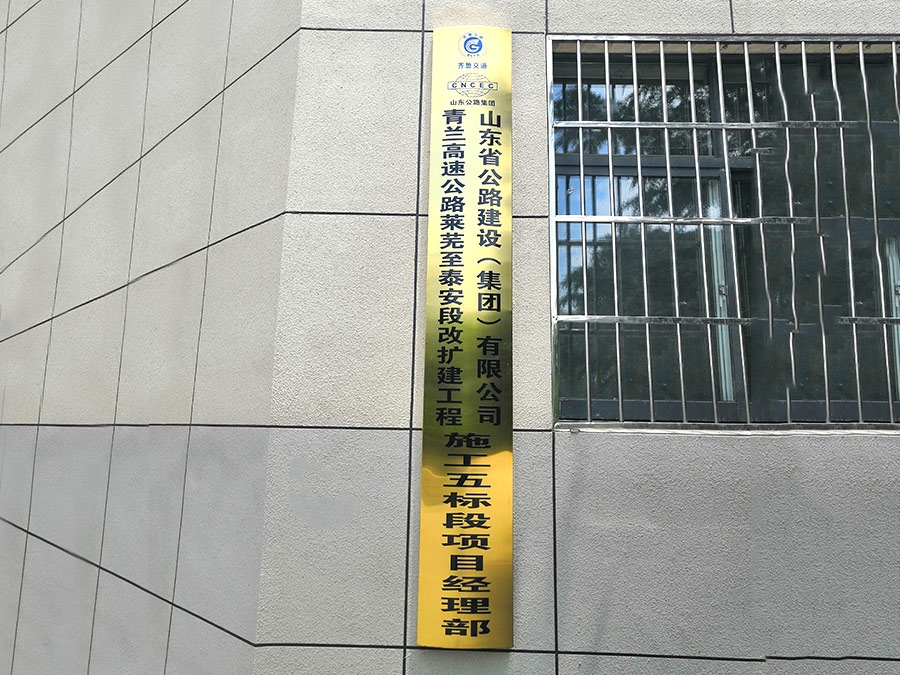 齐鲁交通
CNCEC
山东公路集团
山东省公路建设（集团）有限公司
青兰高速公路莱芜至泰安段改扩建工程
施工五标段项目经理部